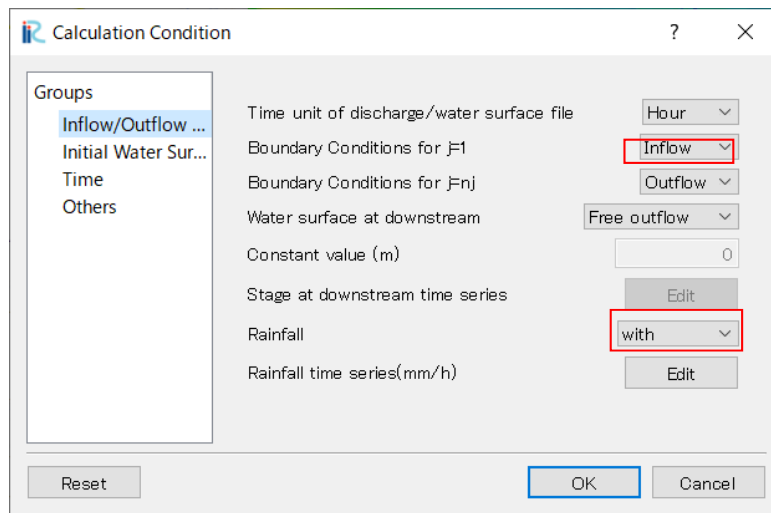 Calculation Condition
Groups
Inflow/Outflow ...
Initial Water Sur...
Time
Others
Time unit of discharge/water surface file Hour
Boundary Conditions for j=1 Inflow
Boundary Conditions for j=nj Outflow
Water surface at downstream Free outflow
Constant value (m) 0
Stage at downstream time series Edit
Rainfall with
Rainfall time series(mm/h) Edit
Reset OK Cancel